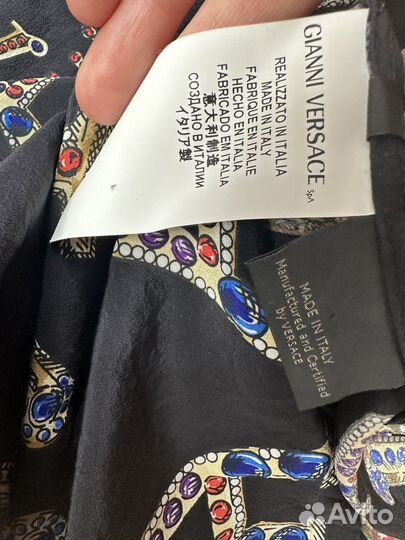 GIANNI VERSACE SpA
REALIZZATO IN ITALIA
MADE IN ITALY
FABRIQUE EN ITALIE
HECHO EN ITALIA
FABRICADO EM ITALIA
意大利制造
СОЗДАНО В ИТАЛИИ
イタリア製
MADE IN ITALY
Manufactured and Certified
by VERSACE
Avito